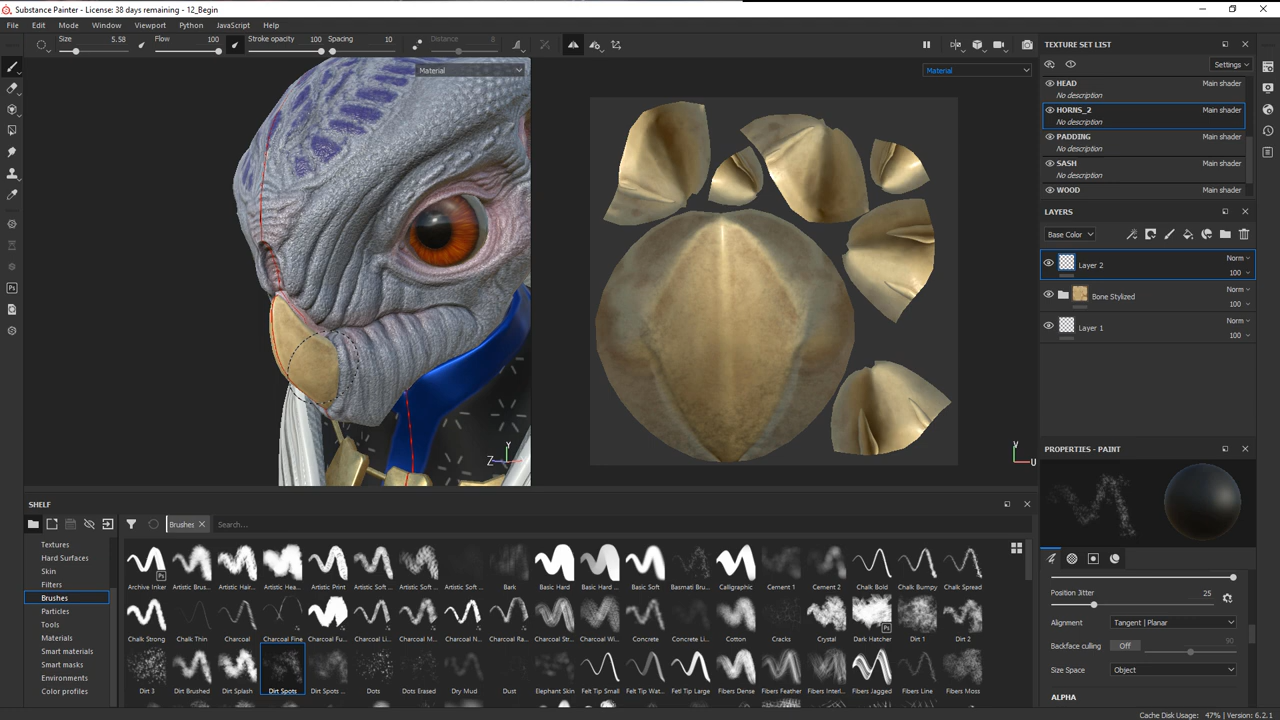 Substance Painter - License: 38 days remaining - 12_Begin
File Edit Mode Window Viewport Python JavaScript Help
Size 5.58 Flow 100 Stroke opacity 100 Spacing 10 Distance 8
Material
Material
TEXTURE SET LIST
Settings
HEAD Main shader
No description
HORNS_2 Main shader
No description
PADDING Main shader
No description
SASH Main shader
No description
WOOD Main shader
LAYERS
Base Color
Layer 2 Norm 100
Bone Stylized Norm 100
Layer 1 Norm 100
Y
Z
V
U
PROPERTIES - PAINT
Position Jitter 25
Alignment Tangent | Planar
Backface culling Off 90
Size Space Object
ALPHA
SHELF
Brushes Search...
Textures
Hard Surfaces
Skin
Filters
Brushes
Particles
Tools
Materials
Smart materials
Smart masks
Environments
Color profiles
Archive Inker Artistic Brus... Artistic Hair... Artistic Hea... Artistic Print Artistic Soft ... Artistic Soft ... Artistic Soft ... Bark Basic Hard Basic Hard ... Basic Soft Basmati Bru... Calligraphic Cement 1 Cement 2 Chalk Bold Chalk Bumpy Chalk Spread
Chalk Strong Chalk Thin Charcoal Charcoal Fine Charcoal Fu... Charcoal Li... Charcoal M... Charcoal N... Charcoal Ra... Charcoal Str... Charcoal Wi... Concrete Concrete Li... Cotton Cracks Crystal Dark Hatcher Dirt 1 Dirt 2
Dirt 3 Dirt Brushed Dirt Splash Dirt Spots Dirt Spots ... Dots Dots Erased Dry Mud Dust Elephant Skin Felt Tip Small Felt Tip Wat... Fetl Tip Large Fibers Dense Fibers Feather Fibers Interl... Fibers Jagged Fibers Line Fibers Moss
Cache Disk Usage: 47% | Version: 6.2.1